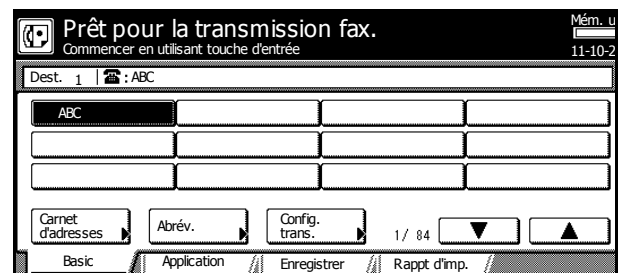 Prêt pour la transmission fax.
Mém. u
Commencer en utilisant touche d'entrée
11-10-2
Dest. 1 ☎: ABC
ABC
Carnet
d'adresses
Abrév.
Config.
trans.
1/ 84 ▼ ▲
Basic Application Enregistrer Rappt d'imp.